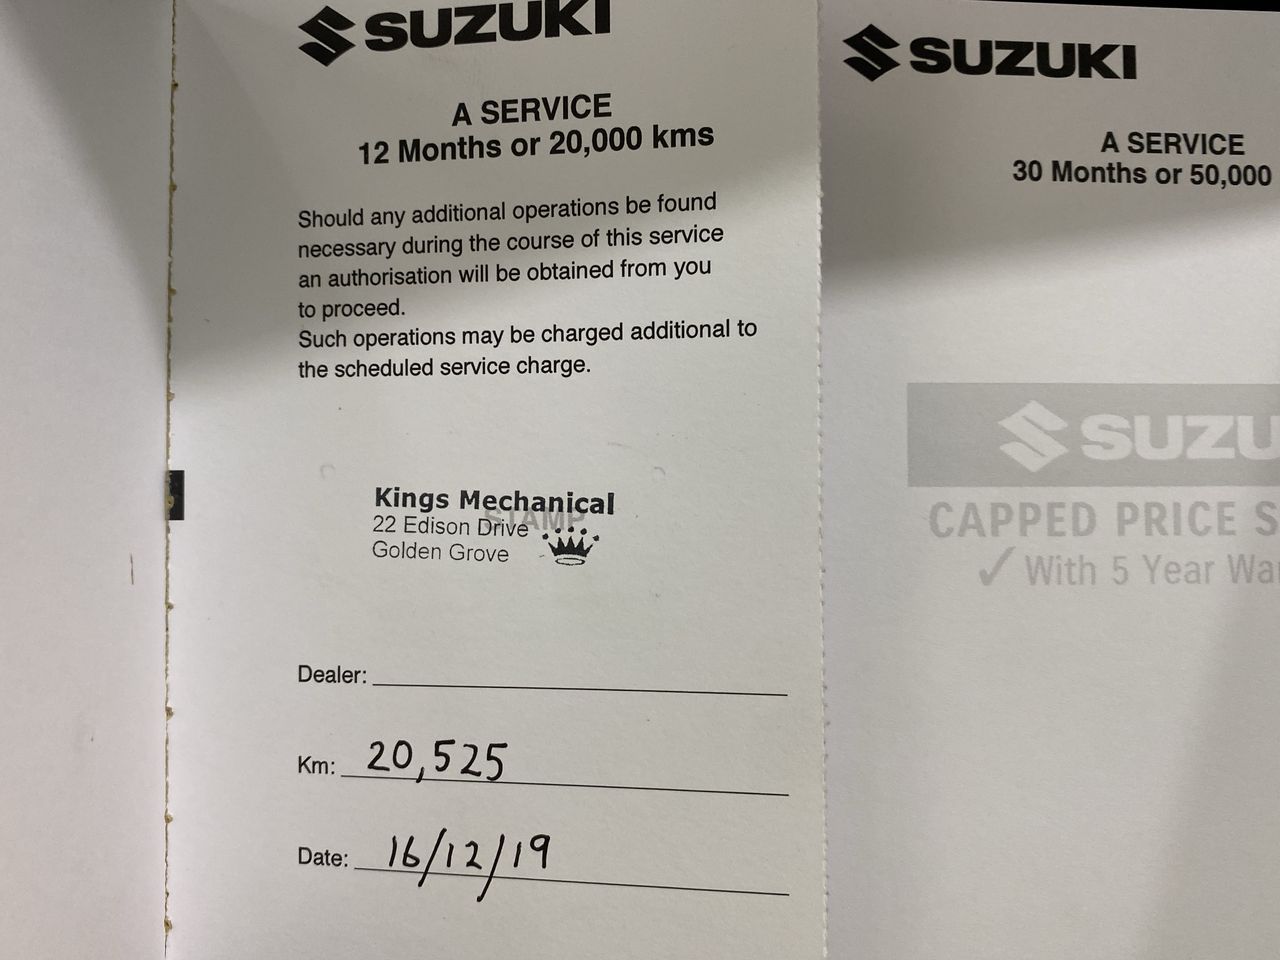 SUZUKI
A SERVICE
12 Months or 20,000 kms
Should any additional operations be found
necessary during the course of this service
an authorisation will be obtained from you
to proceed.
Such operations may be charged additional to
the scheduled service charge.
STAMP
Kings Mechanical
22 Edison Drive
Golden Grove
Dealer:
Km: 20,525
Date: 16/12/19
SUZUKI
A SERVICE
30 Months or 50,000
SUZU
CAPPED PRICE S
✓ With 5 Year Wa